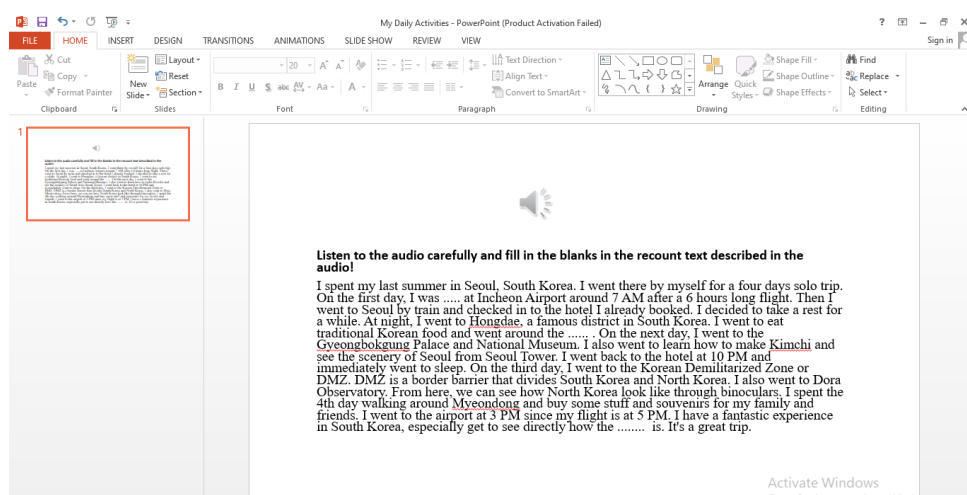 My Daily Activities - PowerPoint (Product Activation Failed)
FILE HOME INSERT DESIGN TRANSITIONS ANIMATIONS SLIDE SHOW REVIEW VIEW Sign in
Cut
Copy
Format Painter
Paste
Clipboard
New Slide
Layout
Reset
Section
Slides
20
B I U S abc AV Aa A
Font
Text Direction
Align Text
Convert to SmartArt
Paragraph
Arrange
Quick Styles
Shape Fill
Shape Outline
Shape Effects
Drawing
Find
Replace
Select
Editing
1
Listen to the audio carefully and fill in the blanks in the recount text described in the
audio!
I spent my last summer in Seoul, South Korea. I went there by myself for a four days solo trip.
On the first day, I was ..... at Incheon Airport around 7 AM after a 6 hours long flight. Then I
went to Seoul by train and checked in to the hotel I already booked. I decided to take a rest for
a while. At night, I went to Hongdae, a famous district in South Korea. I went to eat
traditional Korean food and went around the ...... . On the next day, I went to the
Gyeongbokgung Palace and National Museum. I also went to learn how to make Kimchi and
see the scenery of Seoul from Seoul Tower. I went back to the hotel at 10 PM and
immediately went to sleep. On the third day, I went to the Korean Demilitarized Zone or
DMZ. DMZ is a border barrier that divides South Korea and North Korea. I also went to Dora
Observatory. From here, we can see how North Korea look like through binoculars. I spent the
4th day walking around Myeondong and buy some stuff and souvenirs for my family and
friends. I went to the airport at 3 PM since my flight is at 5 PM. I have a fantastic experience
in South Korea, especially get to see directly how the ........ is. It's a great trip.
Activate Windows